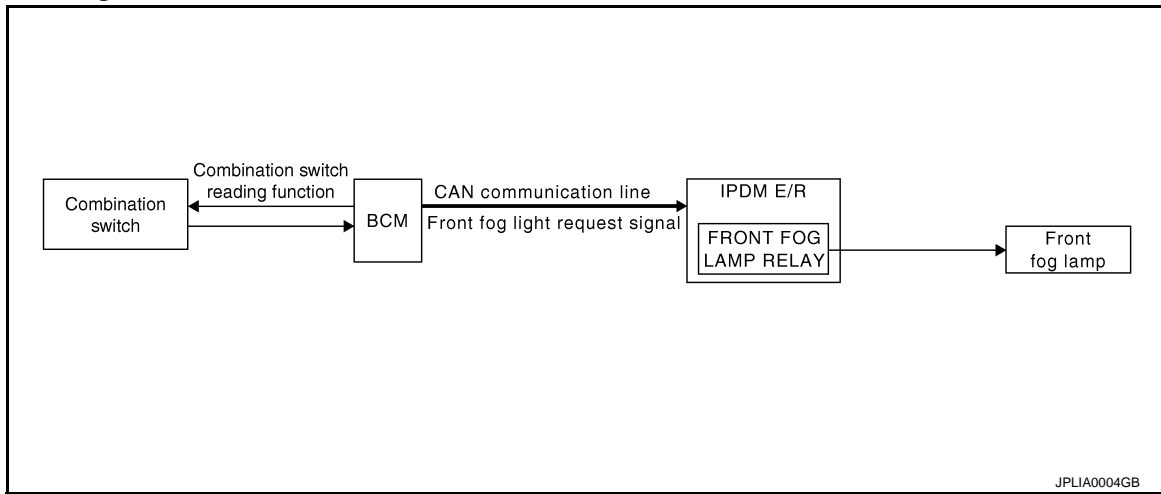 Combination switch
reading function
Combination
switch
BCM
CAN communication line
Front fog light request signal
IPDM E/R
FRONT FOG
LAMP RELAY
Front
fog lamp
JPLIA0004GB